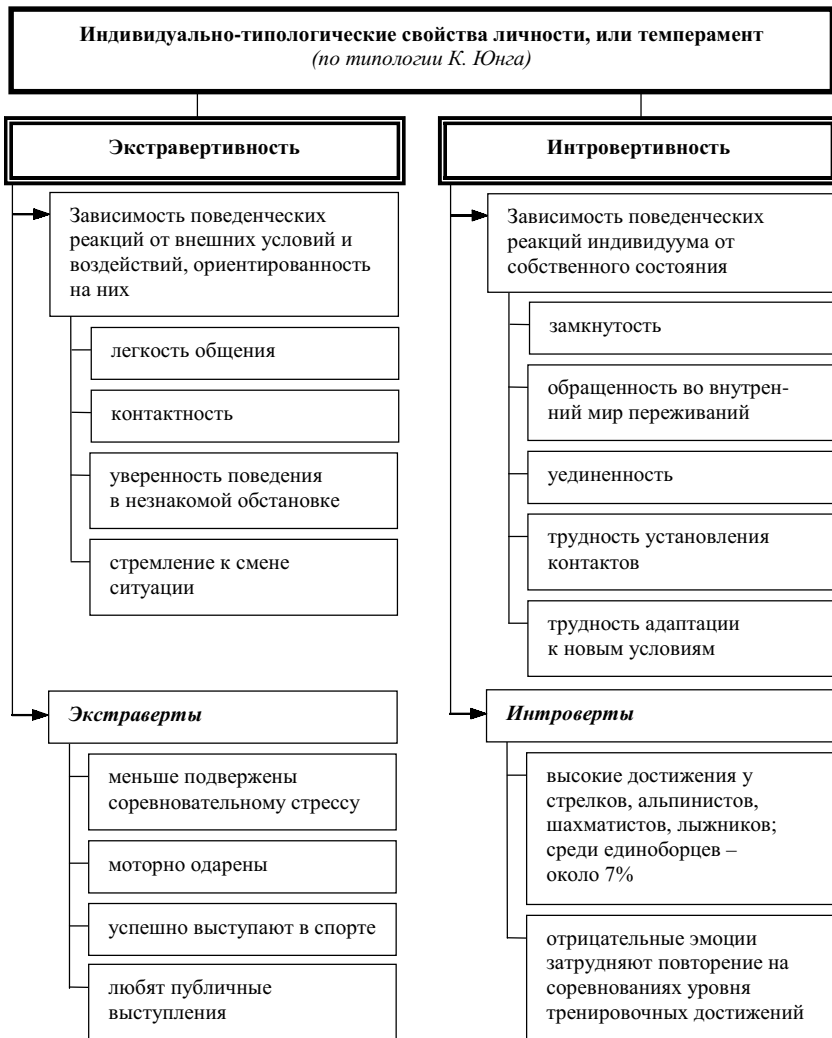 Индивидуально-типологические свойства личности, или темперамент
(по типологии К. Юнга)
Экстравертивность
Зависимость поведенческих
реакций от внешних условий и
воздействий, ориентированность
на них
легкость общения
контактность
уверенность поведения
в незнакомой обстановке
стремление к смене
ситуации
Экстраверты
меньше подвержены
соревновательному стрессу
моторно одарены
успешно выступают в спорте
любят публичные
выступления
Интровертивность
Зависимость поведенческих
реакций индивидуума от
собственного состояния
замкнутость
обращенность во внутрен-
ний мир переживаний
уединенность
трудность установления
контактов
трудность адаптации
к новым условиям
Интроверты
высокие достижения у
стрелков, альпинистов,
шахматистов, лыжников;
среди единоборцев –
около 7%
отрицательные эмоции
затрудняют повторение на
соревнованиях уровня
тренировочных достижений